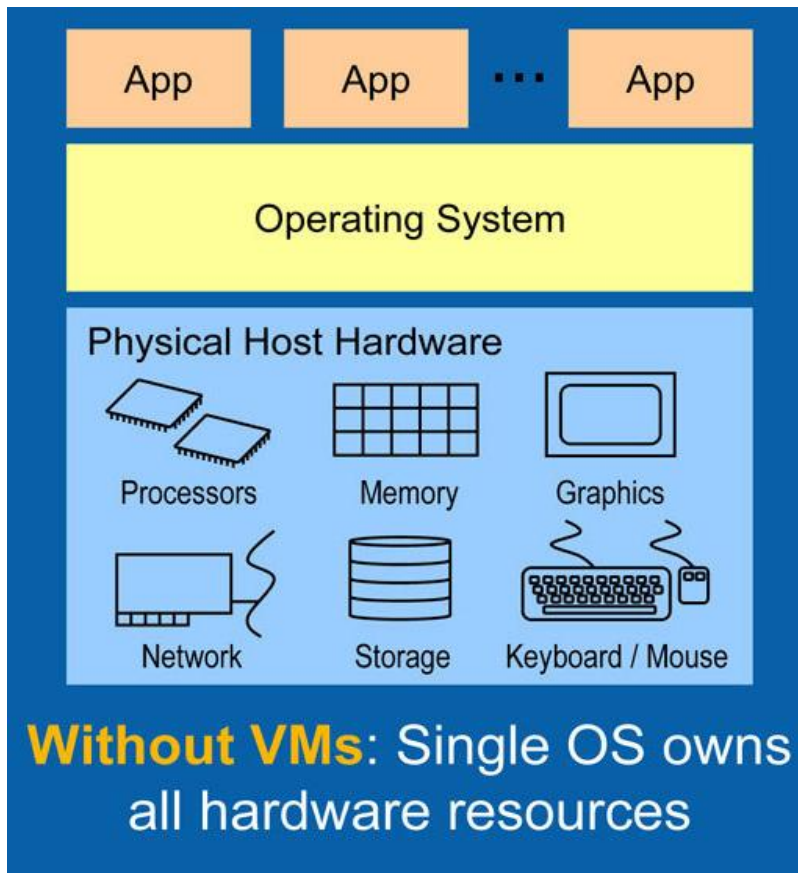 App App ... App
Operating System
Physical Host Hardware
Processors Memory Graphics
Network Storage Keyboard / Mouse
Without VMs: Single OS owns
all hardware resources